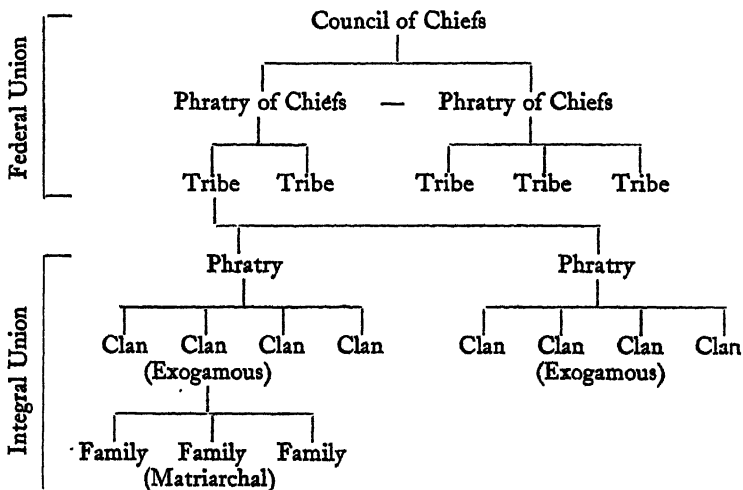 Council of Chiefs
Federal Union
Phratry of Chiefs — Phratry of Chiefs
Tribe Tribe Tribe Tribe Tribe
Integral Union
Phratry Phratry
Clan Clan Clan Clan Clan Clan Clan Clan
(Exogamous) (Exogamous)
Family Family Family
(Matriarchal)